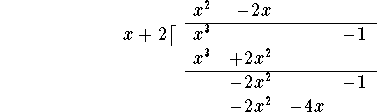 x² −2x
x + 2⌈ x³ −1
x³ +2x²
−2x² −1
−2x² −4x